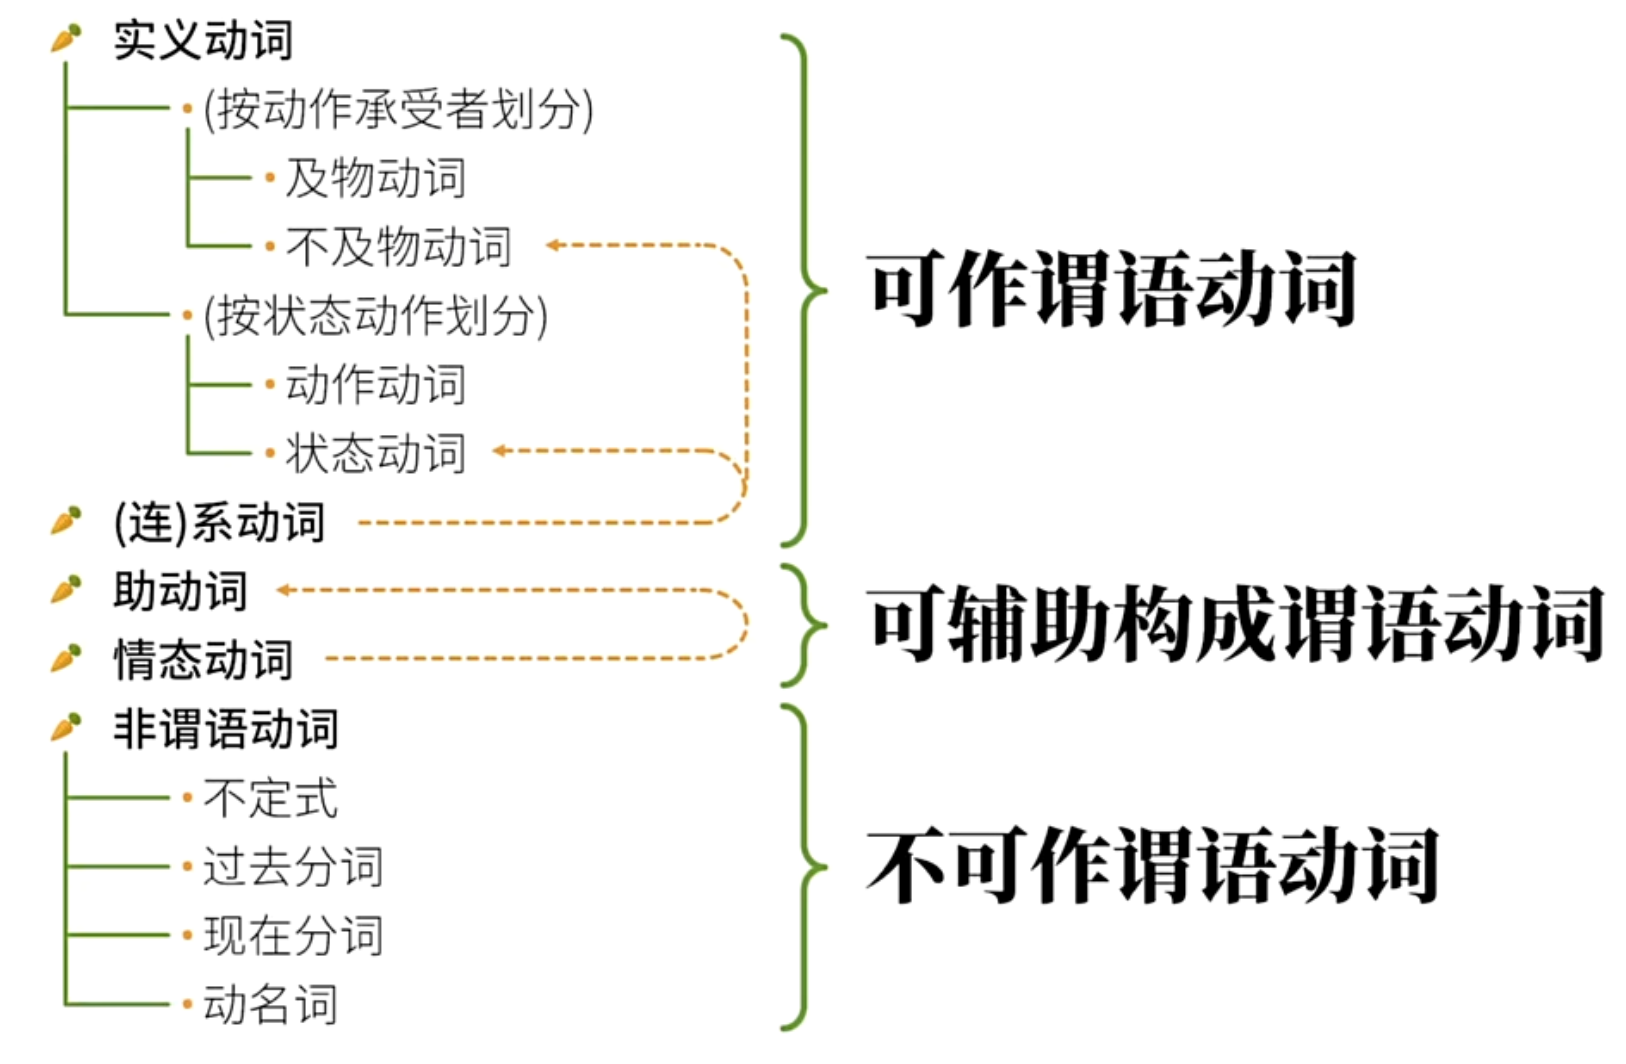 实义动词
(按动作承受者划分)
及物动词
不及物动词
(按状态动作划分)
动作动词
状态动词
(连)系动词
可作谓语动词
助动词
情态动词
可辅助构成谓语动词
非谓语动词
不定式
过去分词
现在分词
动名词
不可作谓语动词